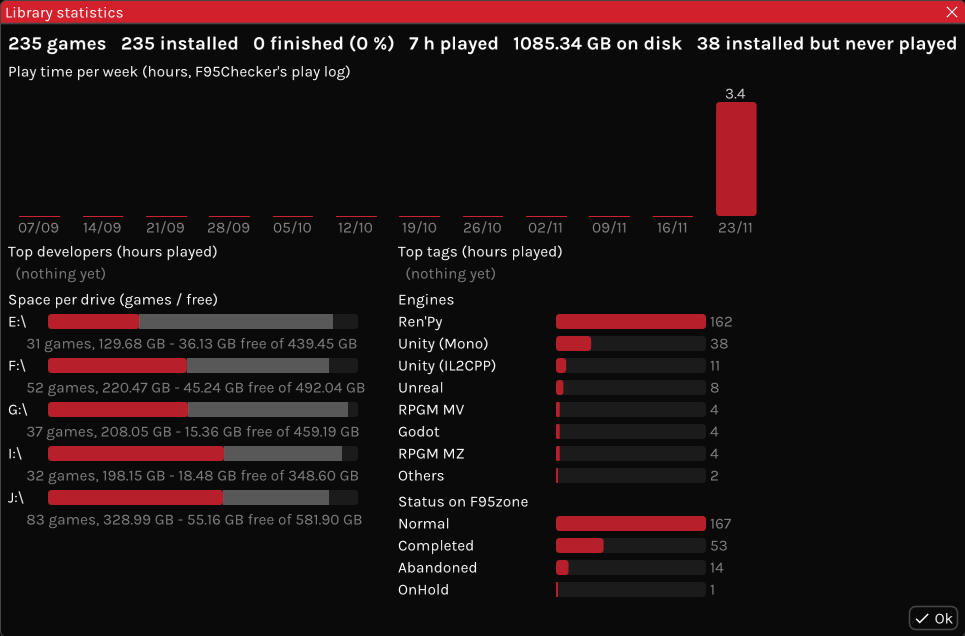 Library statistics
235 games 235 installed 0 finished (0 %) 7 h played 1085.34 GB on disk 38 installed but never played
Play time per week (hours, F95Checker's play log)
3.4
07/09 14/09 21/09 28/09 05/10 12/10 19/10 26/10 02/11 09/11 16/11 23/11
Top developers (hours played)
(nothing yet)
Space per drive (games / free)
E:\
31 games, 129.68 GB - 36.13 GB free of 439.45 GB
F:\
52 games, 220.47 GB - 45.24 GB free of 492.04 GB
G:\
37 games, 208.05 GB - 15.36 GB free of 459.19 GB
I:\
32 games, 198.15 GB - 18.48 GB free of 348.60 GB
J:\
83 games, 328.99 GB - 55.16 GB free of 581.90 GB
Top tags (hours played)
(nothing yet)
Engines
Ren'Py 162
Unity (Mono) 38
Unity (IL2CPP) 11
Unreal 8
RPGM MV 4
Godot 4
RPGM MZ 4
Others 2
Status on F95zone
Normal 167
Completed 53
Abandoned 14
OnHold 1
Ok